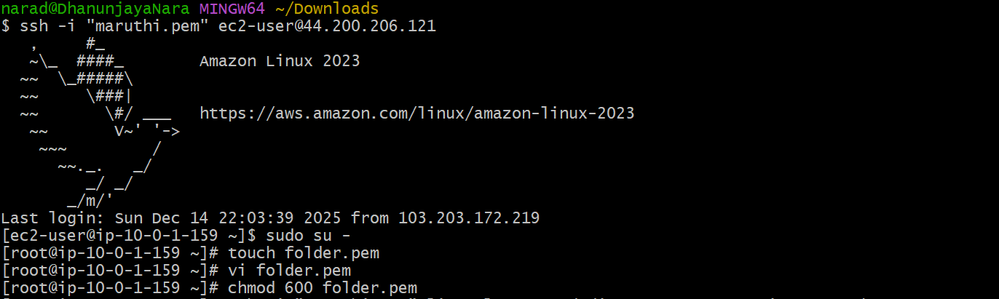 narad@DhanunjayaNara MINGW64 ~/Downloads
$ ssh -i "maruthi.pem" ec2-user@44.200.206.121
   ,     #_
   ~\_  ####_        Amazon Linux 2023
  ~~  \_#####\
  ~~     \###|
  ~~       \#/ ___   https://aws.amazon.com/linux/amazon-linux-2023
   ~~       V~' '->
    ~~~         /
      ~~._.   _/
         _/ _/
       _/m/'
Last login: Sun Dec 14 22:03:39 2025 from 103.203.172.219
[ec2-user@ip-10-0-1-159 ~]$ sudo su -
[root@ip-10-0-1-159 ~]# touch folder.pem
[root@ip-10-0-1-159 ~]# vi folder.pem
[root@ip-10-0-1-159 ~]# chmod 600 folder.pem